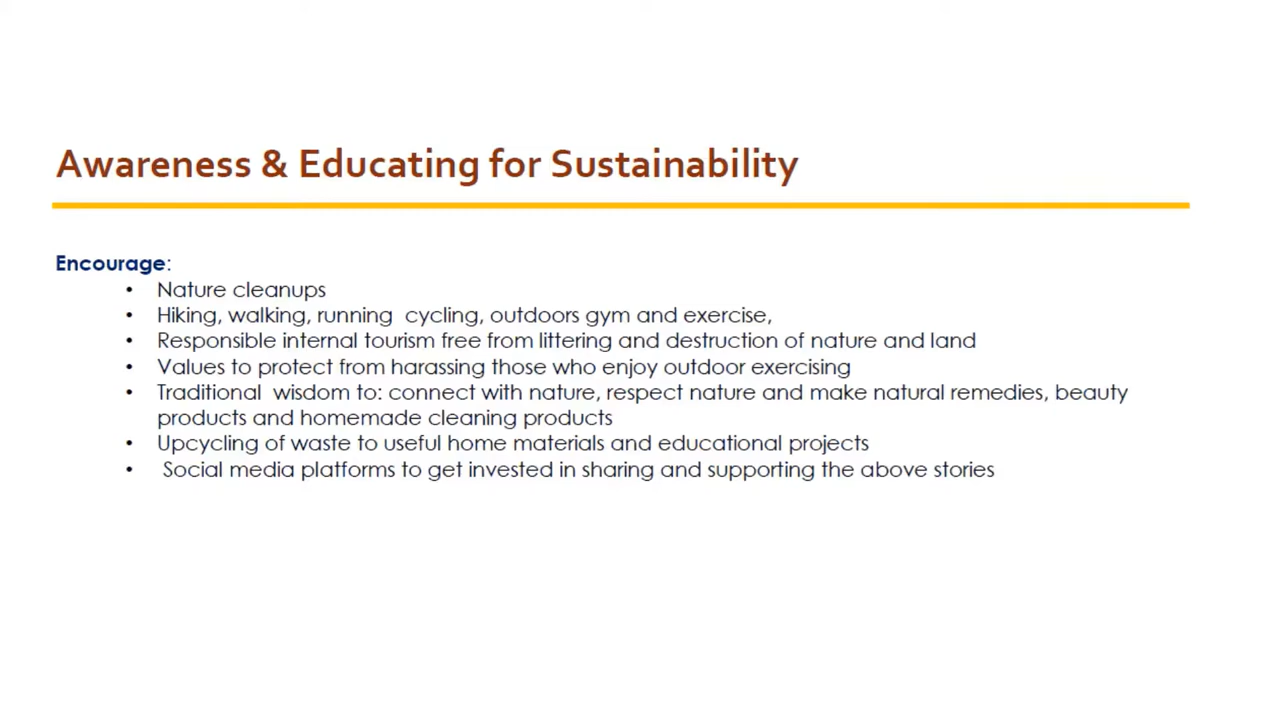 Awareness & Educating for Sustainability
Encourage:
• Nature cleanups
• Hiking, walking, running  cycling, outdoors gym and exercise,
• Responsible internal tourism free from littering and destruction of nature and land
• Values to protect from harassing those who enjoy outdoor exercising
• Traditional  wisdom to: connect with nature, respect nature and make natural remedies, beauty
products and homemade cleaning products
• Upcycling of waste to useful home materials and educational projects
• Social media platforms to get invested in sharing and supporting the above stories